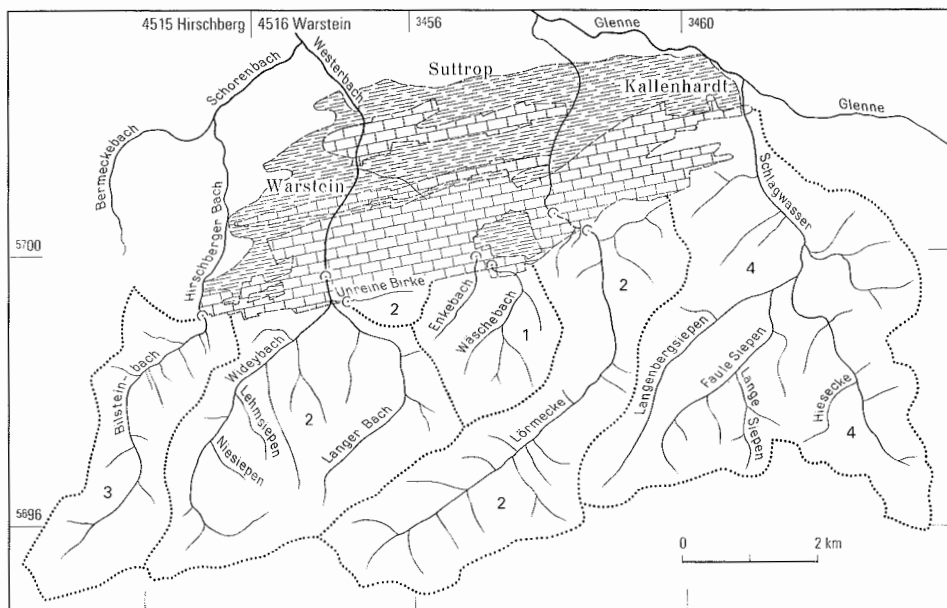 4515 Hirschberg
4516 Warstein
3456
3460
Glenne
Schorenbach
Westerbach
Suttrop
Kallenhardt
Glenne
Bermeckebach
Warstein
Schlagwasser
5700
Hirschberger Bach
Unreine Birke
2
Enkebach
Wäschebach
1
2
4
Bilstein-
bach
Wideybach
Lehmsiepen
Niesiepen
2
Langer Bach
Lörmecke
Langenbergsiepen
Faule Siepen
Lange
Siepen
Hiesecke
4
3
2
5696
0
2 km